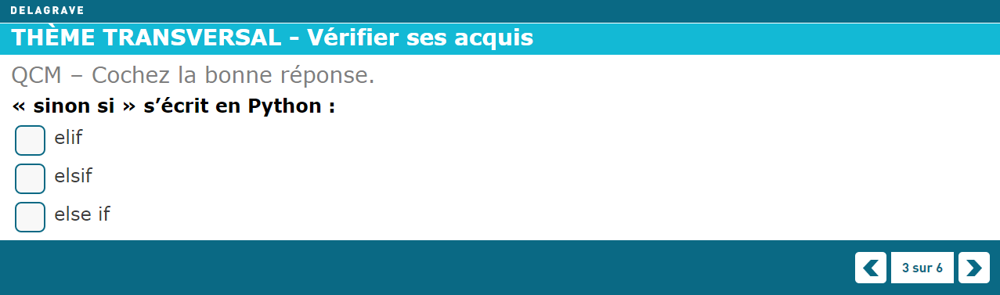 DELAGRAVE
THÈME TRANSVERSAL – Vérifier ses acquis
QCM – Cochez la bonne réponse.
« sinon si » s’écrit en Python :
elif
elsif
else if
3 sur 6